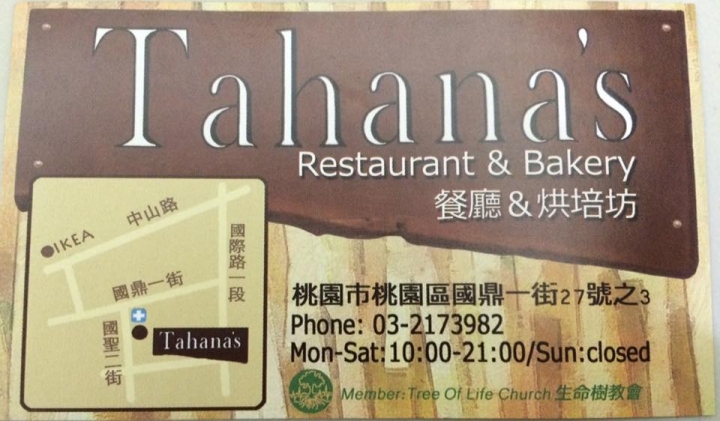 Tahana's
Restaurant & Bakery
餐廳&烘培坊
IKEA
中山路
國際路一段
國鼎一街
國聖二街
Tahana's
桃園市桃園區國鼎一街27號之3
Phone: 03-2173982
Mon-Sat:10:00-21:00/Sun:closed
Member:Tree Of Life Church 生命樹教會